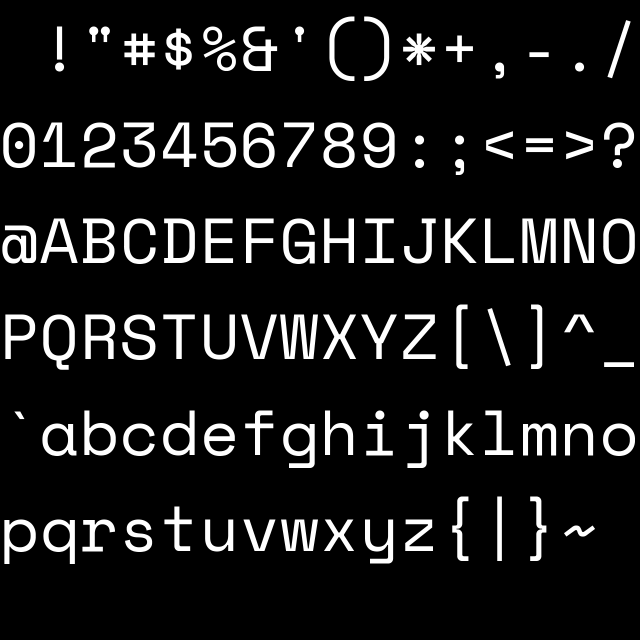 !"#$%&'()*+,-./
0123456789:;<=>?
@ABCDEFGHIJKLMNO
PQRSTUVWXYZ[\]^_
`abcdefghijklmno
pqrstuvwxyz{|}~